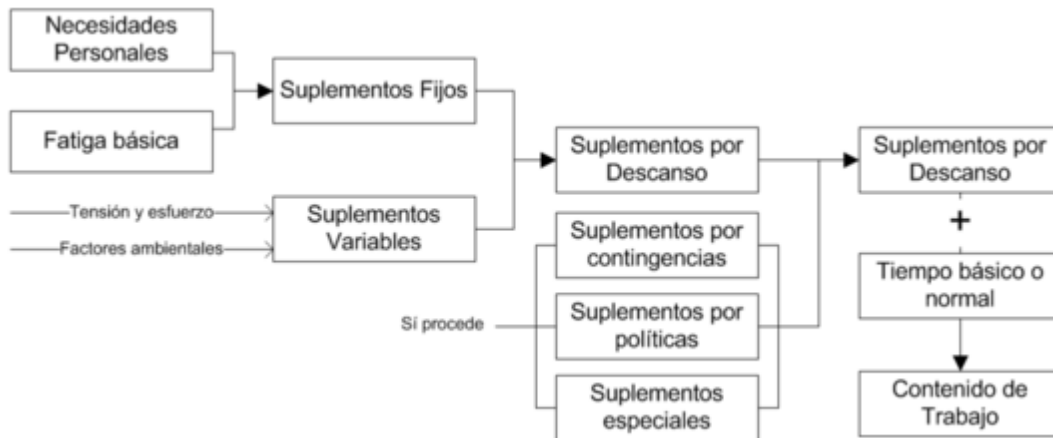 Necesidades
Personales
Fatiga básica
Tensión y esfuerzo
Factores ambientales
Suplementos Fijos
Suplementos
Variables
Sí procede
Suplementos por
Descanso
Suplementos por
contingencias
Suplementos por
políticas
Suplementos
especiales
Suplementos por
Descanso
+
Tiempo básico o
normal
Contenido de
Trabajo